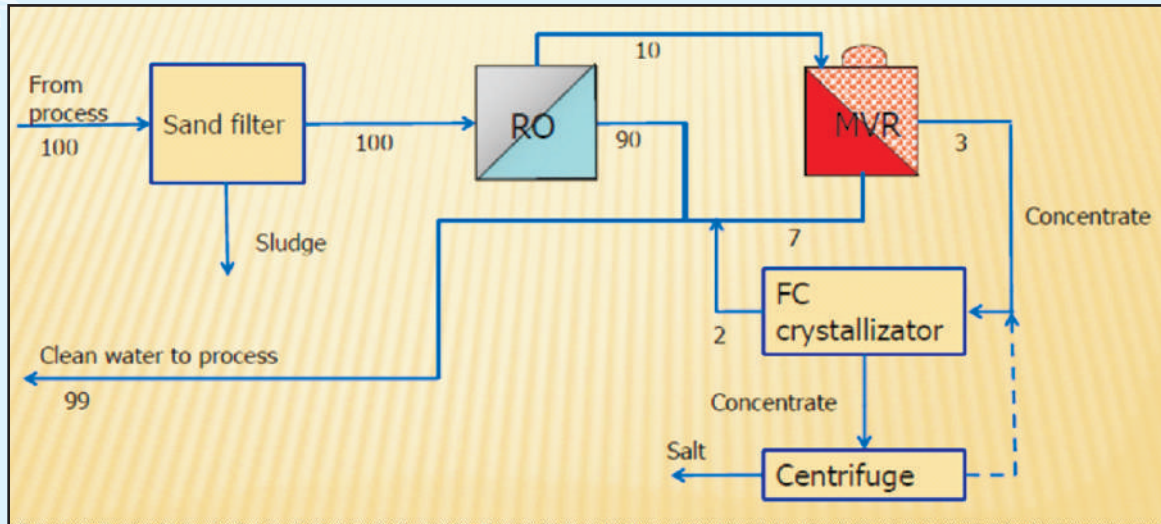 10
From
process
100
Sand filter
100
RO
90
MVR
3
Sludge
7
Concentrate
FC
crystallizator
2
Clean water to process
99
Concentrate
Salt
Centrifuge